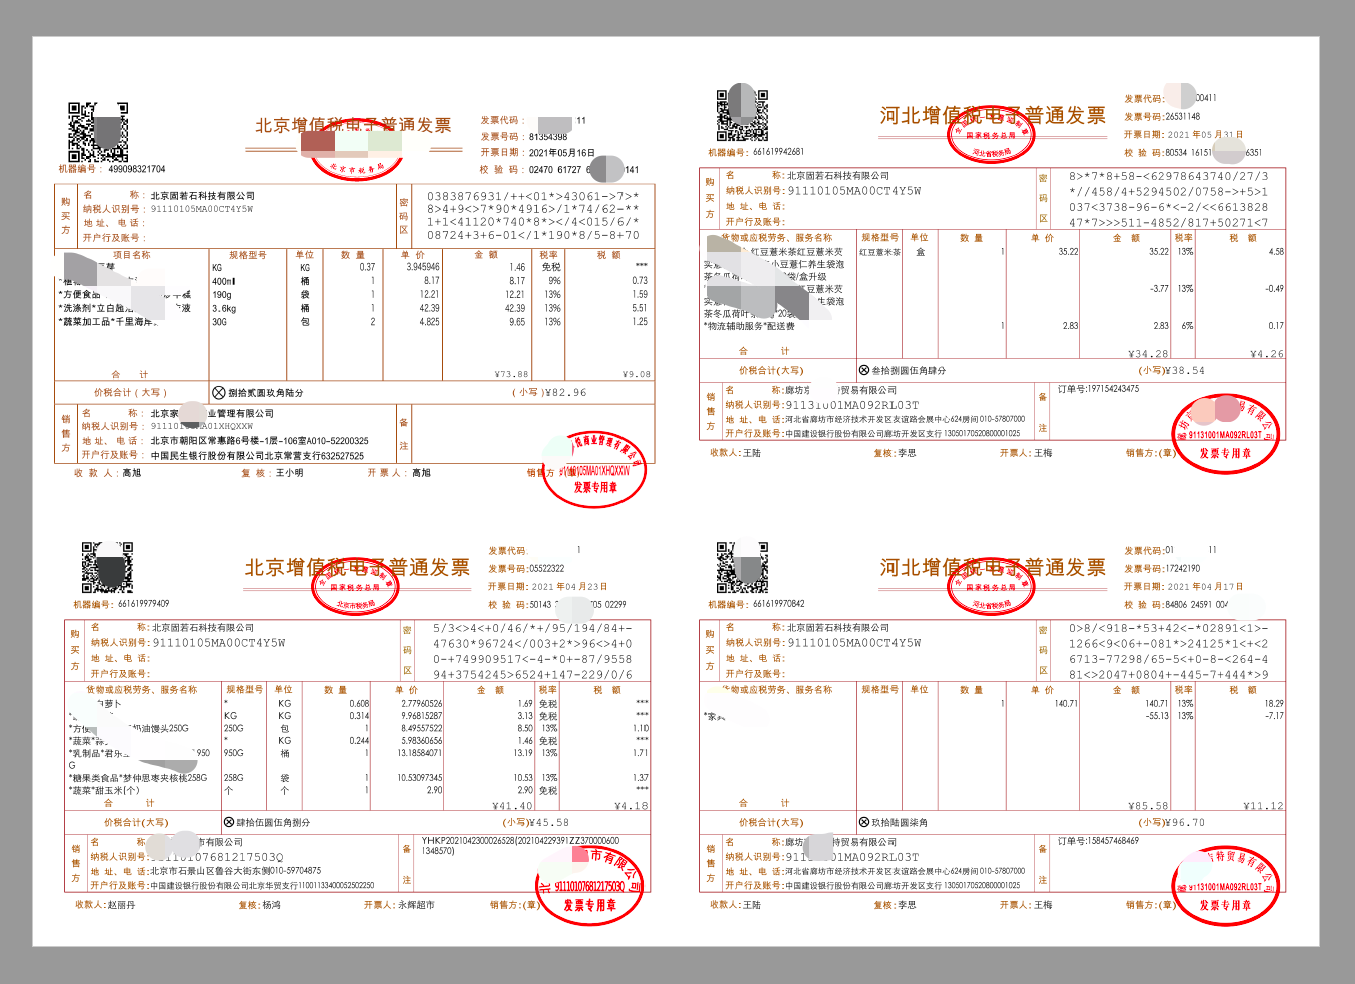 北京增值税电子普通发票
发票代码： 11
发票号码：81354398
开票日期：2021年05月16日
校 验 码：02470 61727 6 141
机器编号：499098321704
北京市税务局
购买方
名 称：北京固若石科技有限公司
纳税人识别号：91110105MA00CT4Y5W
地 址、电 话：
开户行及账号：
密码区
0383876931/++<01*>43061->7>*
8>4+9<>7*90*4916>/1*74/62-**
1+1<41120*740*8*></4<015/6/*
08724+3+6-01</1*190*8/5-8+70
项目名称 规格型号 单位 数 量 单 价 金 额 税率 税 额
KG KG 0.37 3.945946 1.46 免税 ***
400ml 桶 1 8.17 8.17 9% 0.73
*方便食品 190g 袋 1 12.21 12.21 13% 1.59
*洗涤剂*立白超 液 3.6kg 桶 1 42.39 42.39 13% 5.51
*蔬菜加工品*千里海岸 30G 包 2 4.825 9.65 13% 1.25
合 计 ¥73.88 ¥9.08
价税合计（大写） ⊗捌拾贰圆玖角陆分 （小写）¥82.96
销售方
名 称：北京家 业管理有限公司
纳税人识别号：911101 MA01XHQXXW
地 址、电 话：北京市朝阳区常惠路6号楼-1层-106室A010-52200325
开户行及账号：中国民生银行股份有限公司北京常营支行632527525
备注
收 款 人：高旭 复 核：王小明 开 票 人：高旭 销售方
悦商业管理有限公司
110105MA01XHQXXW
发票专用章
河北增值税电子普通发票
发票代码: 00411
发票号码:26531148
开票日期:2021 年05 月31 日
校 验 码:80534 16151 6351
机器编号:661619942681
国家税务总局
河北省税务局
购买方
名 称:北京固若石科技有限公司
纳税人识别号:91110105MA00CT4Y5W
地 址、电 话:
开户行及账号:
密码区
8>*7*8+58-<62978643740/27/3
*//458/4+5294502/0758->+5>1
037<3738-96-6*<-2/<<6613828
47*7>>>511-4852/817+50271<7
货物或应税劳务、服务名称 规格型号 单位 数 量 单 价 金 额 税率 税 额
红豆薏米茶红豆薏米芡 红豆薏米茶 盒 1 35.22 35.22 13% 4.58
实 小豆薏仁养生袋泡
茶冬瓜 袋/盒升级
红豆薏米芡 -3.77 13% -0.49
实 养生袋泡
茶冬瓜荷叶 *20袋
*物流辅助服务*配送费 1 2.83 2.83 6% 0.17
合 计 ¥34.28 ¥4.26
价税合计(大写) ⊗叁拾捌圆伍角肆分 (小写)¥38.54
销售方
名 称:廊坊 贸易有限公司
纳税人识别号:91131001MA092RL03T
地 址、电 话:河北省廊坊市经济技术开发区友谊路会展中心624房间010-57807000
开户行及账号:中国建设银行股份有限公司廊坊开发区支行13050170520800001025
备注
订单号:197154243475
收款人:王陆 复核:李思 开票人:王梅 销售方:(章)
廊坊 易有限公司
91131001MA092RL03T
发票专用章
北京增值税电子普通发票
发票代码: 1
发票号码:05522322
开票日期:2021 年04 月23日
校 验 码:50143 705 02299
机器编号:661619979409
国家税务总局
北京市税务局
购买方
名 称:北京固若石科技有限公司
纳税人识别号:91110105MA00CT4Y5W
地 址、电 话:
开户行及账号:
密码区
5/3<>4<+0/46/*+/95/194/84+-
47630*96724</003+2*>96<>4+0
0-+749909517<-4-*0+-87/9558
94+3754245>6524+147-229/0/6
货物或应税劳务、服务名称 规格型号 单位 数 量 单 价 金 额 税率 税 额
白萝卜 * KG 0.608 2.77960526 1.69 免税 ***
KG KG 0.314 9.96815287 3.13 免税 ***
*方便 奶油馒头250G 250G 包 1 8.49557522 8.50 13% 1.10
*蔬菜*蒜 * KG 0.244 5.98360656 1.46 免税 ***
*乳制品*君乐 950 950G 桶 1 13.18584071 13.19 13% 1.71
G
*糖果类食品*梦仲思枣夹核桃258G 258G 袋 1 10.53097345 10.53 13% 1.37
*蔬菜*甜玉米(个) 个 个 1 2.90 2.90 免税 ***
合 计 ¥41.40 ¥4.18
价税合计(大写) ⊗肆拾伍圆伍角捌分 (小写)¥45.58
销售方
名 称: 市有限公司
纳税人识别号:91110107681217503Q
地 址、电 话:北京市石景山区鲁谷大街东侧010-59704875
开户行及账号:中国建设银行股份有限公司北京华贸支行11001133400052502250
备注
YHKP2021042300026528(202104229391ZZ370000600
1348570)
收款人:赵丽丹 复核:杨鸿 开票人:永辉超市 销售方:(章)
北 市有限公司
91110107681217503Q
发票专用章
河北增值税电子普通发票
发票代码:01 11
发票号码:17242190
开票日期:2021 年04 月17 日
校 验 码:84806 24591 004
机器编号:661619970842
国家税务总局
河北省税务局
购买方
名 称:北京固若石科技有限公司
纳税人识别号:91110105MA00CT4Y5W
地 址、电 话:
开户行及账号:
密码区
0>8/<918-*53+42<-*02891<1>-
1266<9<06+-081*>24125*1<+<2
6713-77298/65-5<+0-8-<264-4
81<>2047+0804+-445-7+444*>9
货物或应税劳务、服务名称 规格型号 单位 数 量 单 价 金 额 税率 税 额
1 140.71 140.71 13% 18.29
*家具 -55.13 13% -7.17
合 计 ¥85.58 ¥11.12
价税合计(大写) ⊗玖拾陆圆柒角 (小写)¥96.70
销售方
名 称:廊坊 特贸易有限公司
纳税人识别号:911 01MA092RL03T
地 址、电 话:河北省廊坊市经济技术开发区友谊路会展中心624房间010-57807000
开户行及账号:中国建设银行股份有限公司廊坊开发区支行13050170520800001025
备注
订单号:158457468469
收款人:王陆 复核:李思 开票人:王梅 销售方:(章)
特贸易有限公司
91131001MA092RL03T
发票专用章